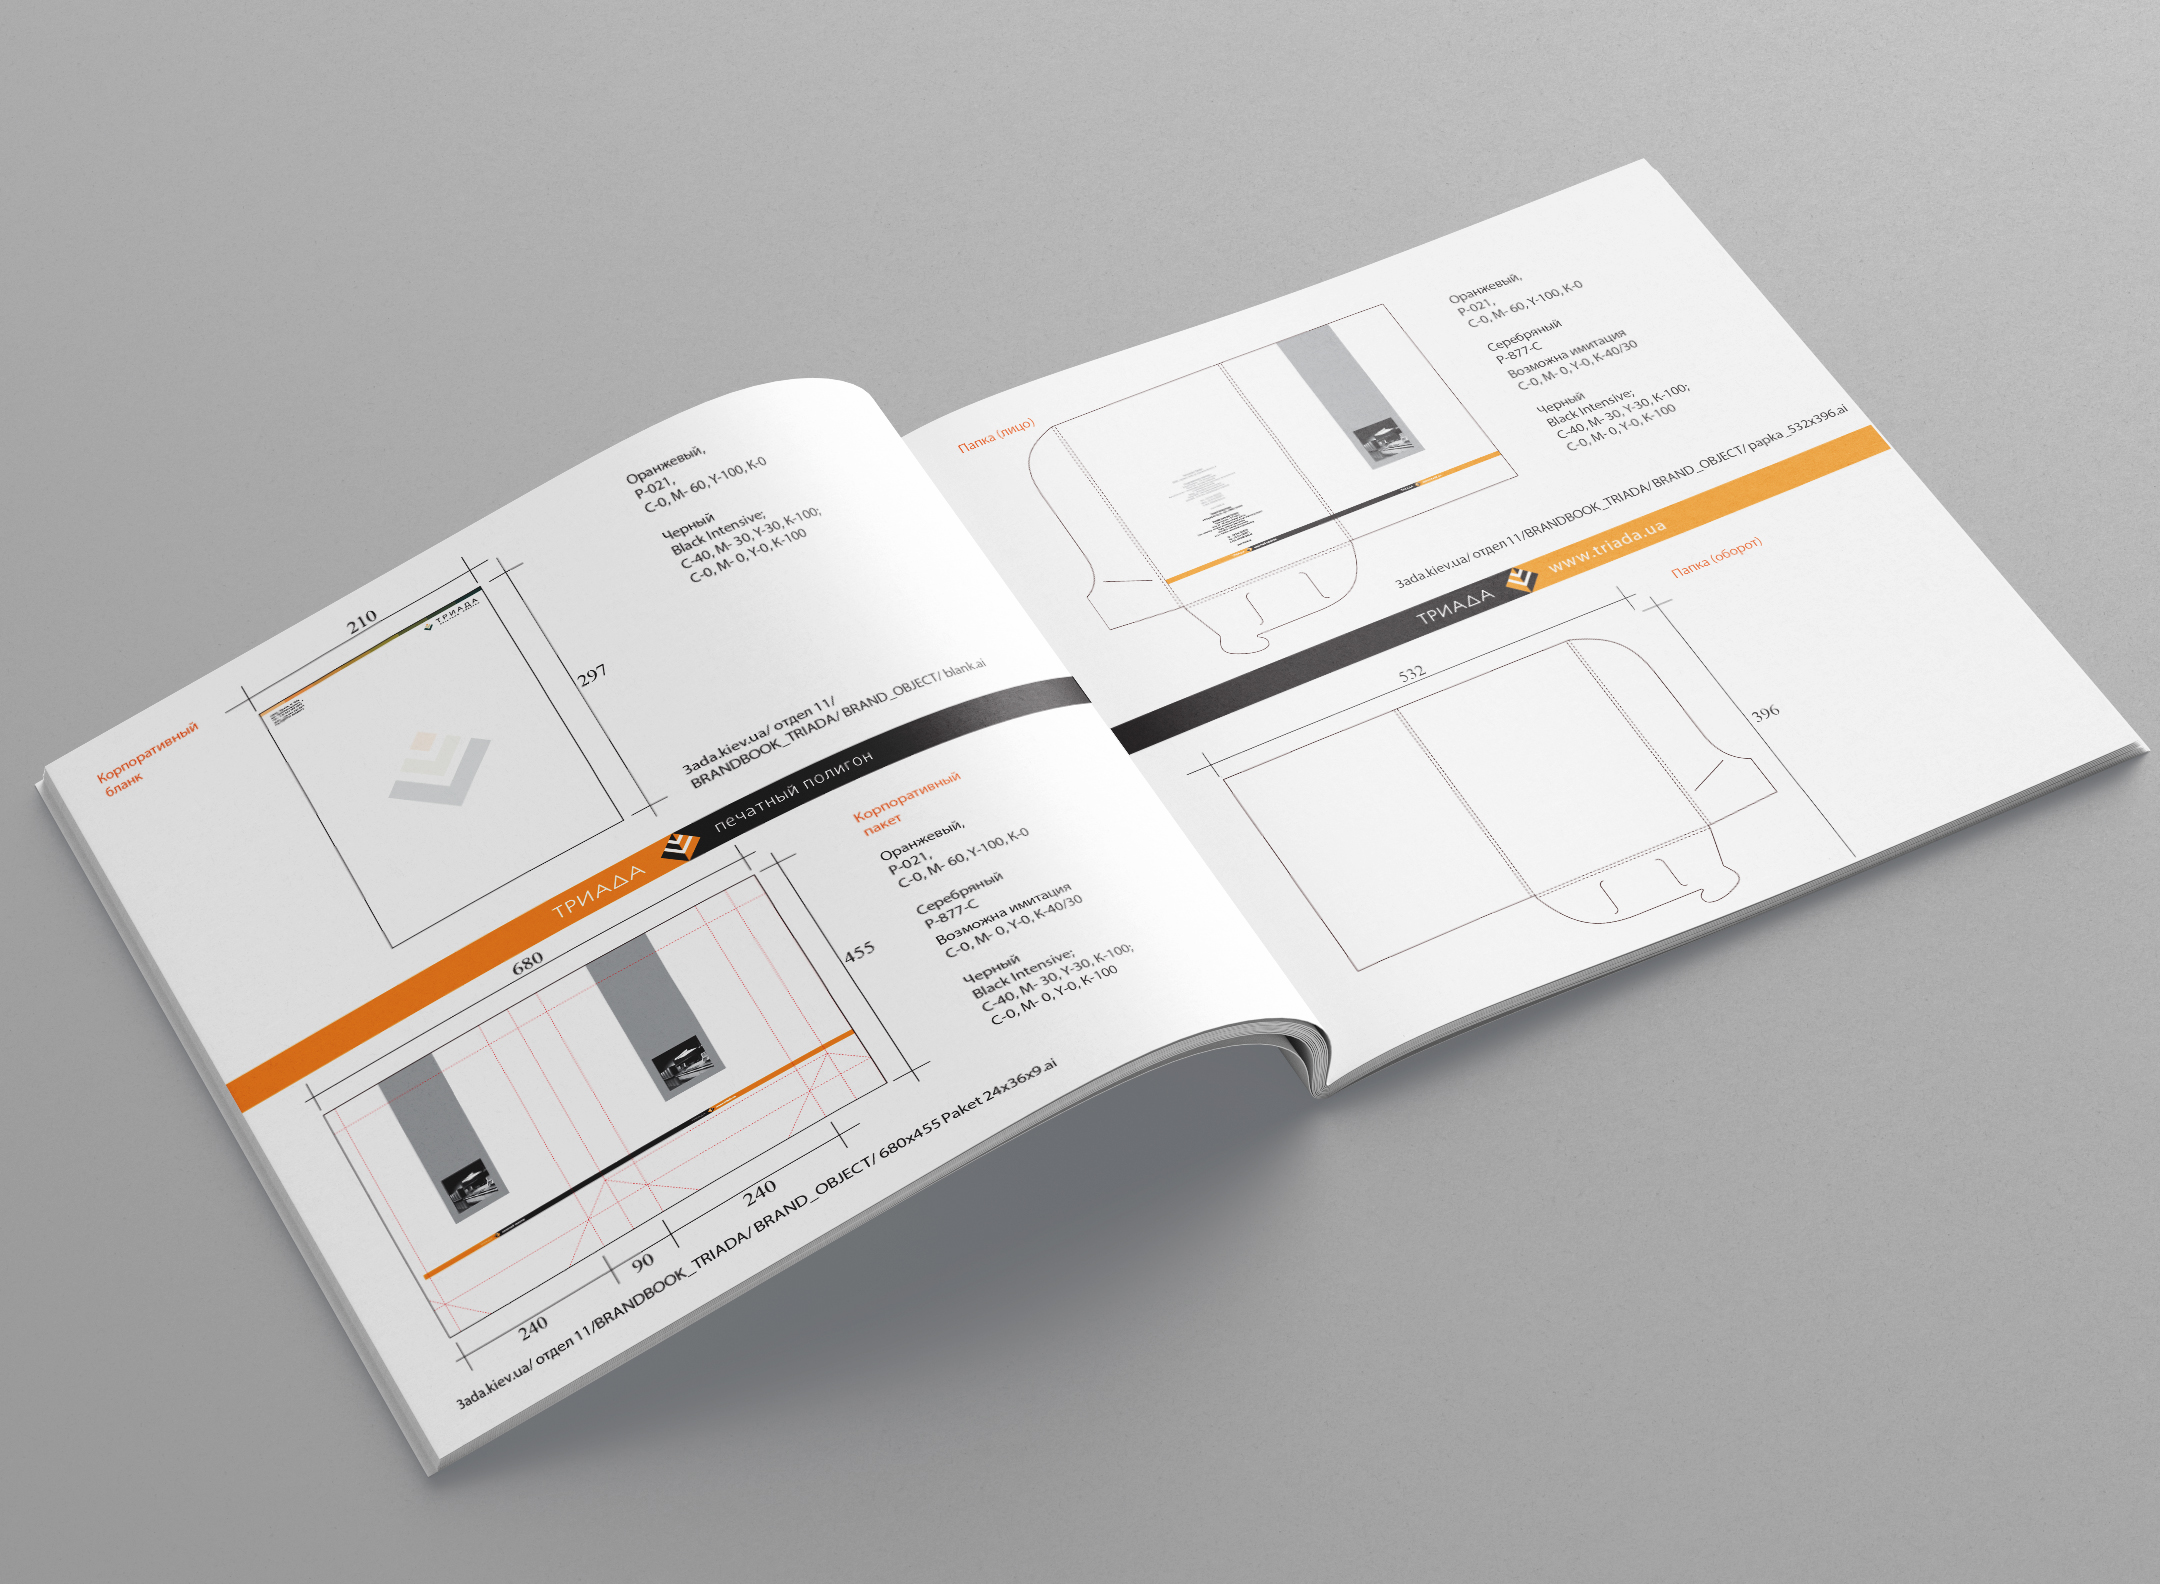 Корпоративный
бланк
210
297
ТРИАДА
Оранжевый,
P-021,
C-0, M- 60, Y-100, K-0
Черный
Black Intensive;
C-40, M- 30, Y-30, K-100;
C-0, M- 0, Y-0, K-100
3ada.kiev.ua/ отдел 11/
BRANDBOOK_TRIADA/ BRAND_OBJECT/ blank.ai
ТРИАДА
печатный полигон
Корпоративный
пакет
Оранжевый,
P-021,
C-0, M- 60, Y-100, K-0
Серебряный
P-877-C
Возможна имитация
C-0, M- 0, Y-0, K-40/30
Черный
Black Intensive;
C-40, M- 30, Y-30, K-100;
C-0, M- 0, Y-0, K-100
680
455
240
90
240
3ada.kiev.ua/ отдел 11/BRANDBOOK_TRIADA/ BRAND_OBJECT/ 680x455 Paket 24x36x9.ai
Папка (лицо)
Оранжевый,
P-021,
C-0, M- 60, Y-100, K-0
Серебряный
P-877-C
Возможна имитация
C-0, M- 0, Y-0, K-40/30
Черный
Black Intensive;
C-40, M- 30, Y-30, K-100;
C-0, M- 0, Y-0, K-100
3ada.kiev.ua/ отдел 11/BRANDBOOK_TRIADA/ BRAND_OBJECT/ papka_532x396.ai
ТРИАДА
www.triada.ua
Папка (оборот)
532
396